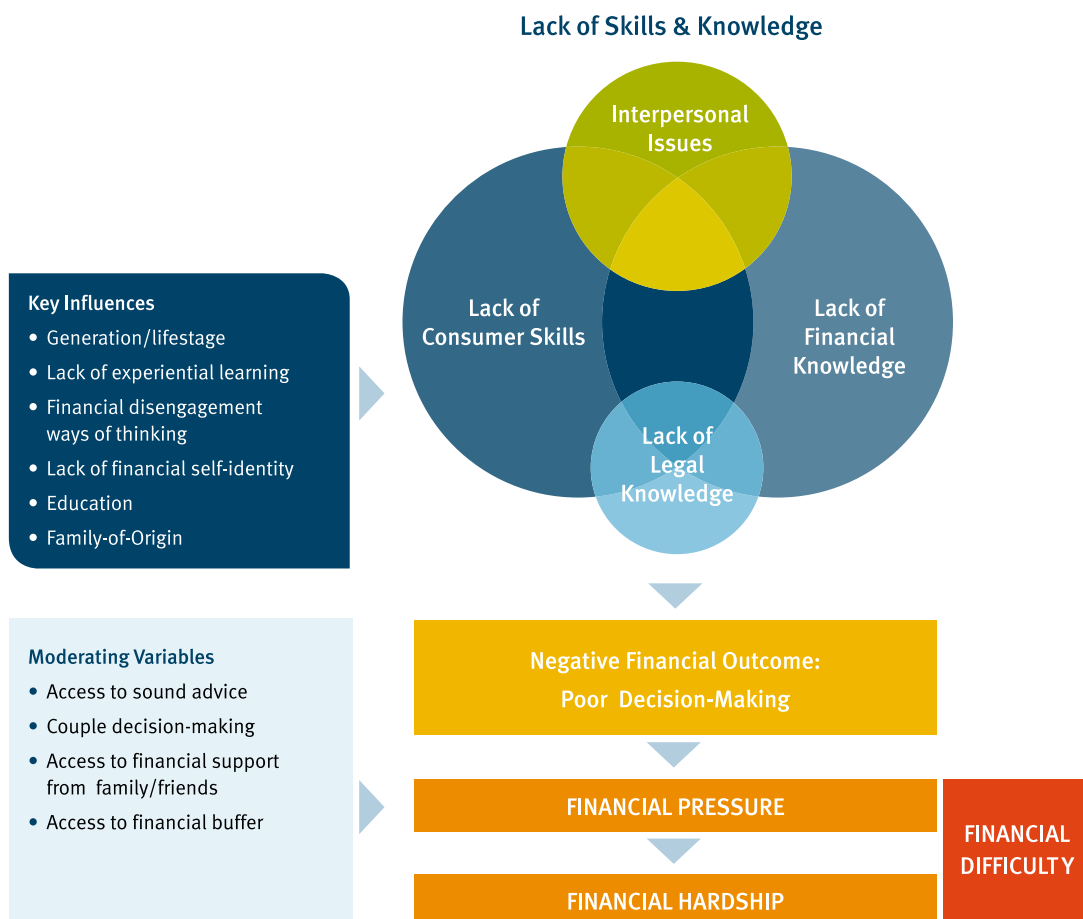 Lack of Skills & Knowledge
Interpersonal
Issues
Lack of
Consumer Skills
Lack of
Financial
Knowledge
Lack of
Legal
Knowledge
Key Influences
• Generation/lifestage
• Lack of experiential learning
• Financial disengagement
ways of thinking
• Lack of financial self-identity
• Education
• Family-of-Origin
Moderating Variables
• Access to sound advice
• Couple decision-making
• Access to financial support
from family/friends
• Access to financial buffer
Negative Financial Outcome:
Poor Decision-Making
FINANCIAL PRESSURE
FINANCIAL HARDSHIP
FINANCIAL
DIFFICULTY